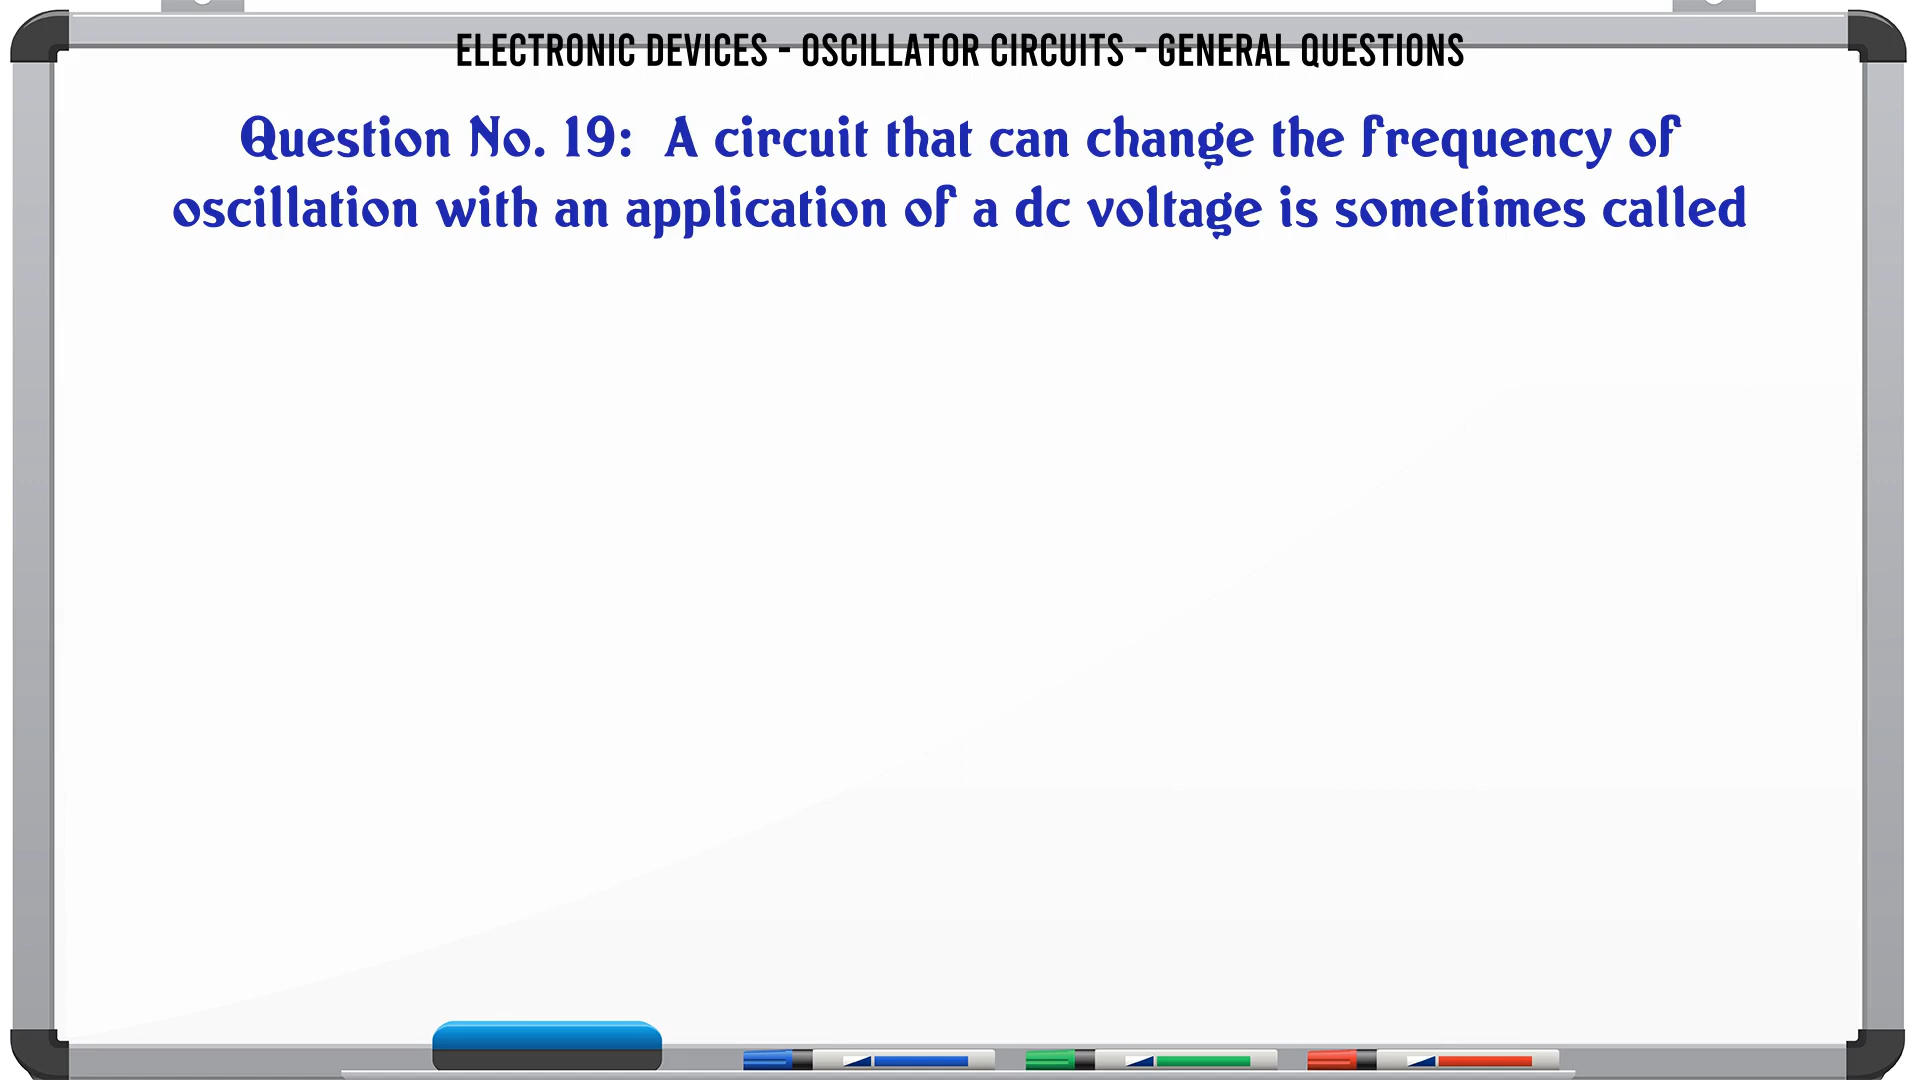 ELECTRONIC DEVICES - OSCILLATOR CIRCUITS - GENERAL QUESTIONS
Question No. 19: A circuit that can change the frequency of
oscillation with an application of a dc voltage is sometimes called